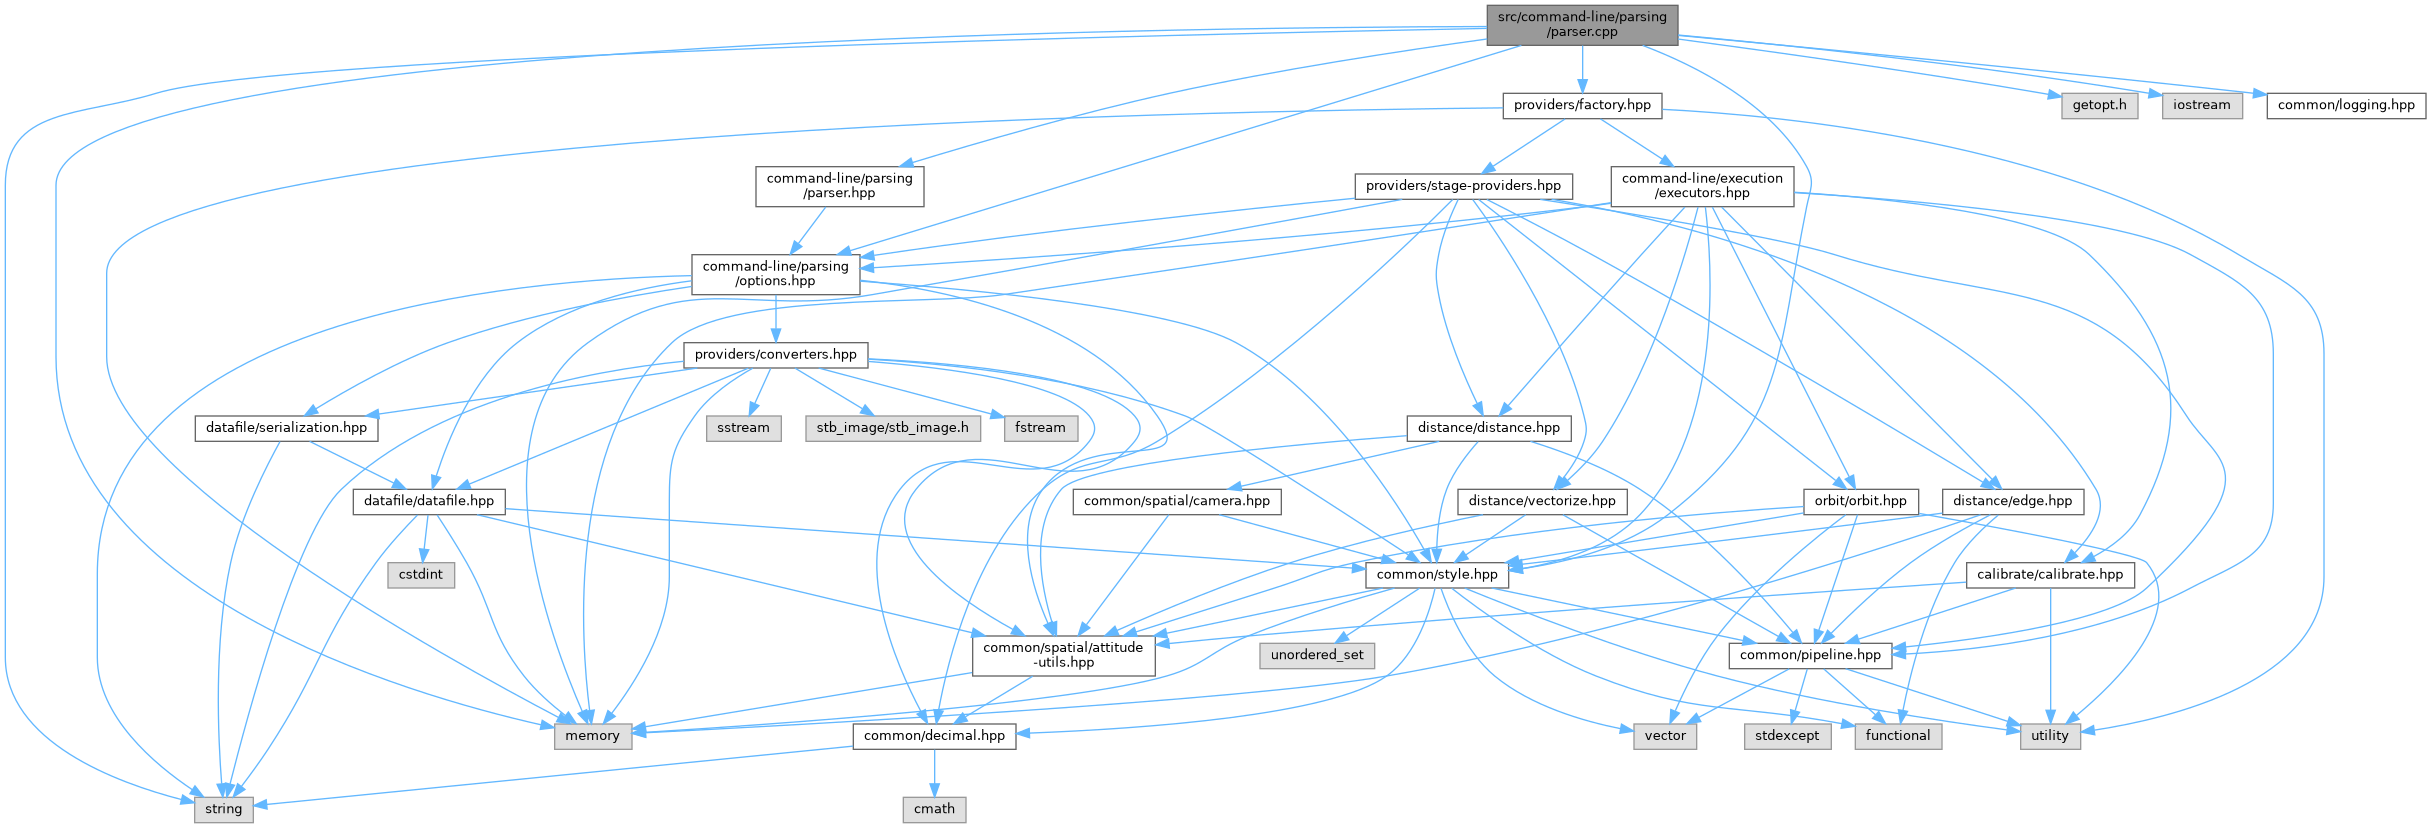 src/command-line/parsing
/parser.cpp
providers/factory.hpp
getopt.h
iostream
common/logging.hpp
command-line/parsing
/parser.hpp
providers/stage-providers.hpp
command-line/execution
/executors.hpp
command-line/parsing
/options.hpp
providers/converters.hpp
datafile/serialization.hpp
sstream
stb_image/stb_image.h
fstream
distance/distance.hpp
datafile/datafile.hpp
common/spatial/camera.hpp
distance/vectorize.hpp
orbit/orbit.hpp
distance/edge.hpp
cstdint
common/style.hpp
calibrate/calibrate.hpp
common/spatial/attitude
-utils.hpp
unordered_set
common/pipeline.hpp
memory
common/decimal.hpp
vector
stdexcept
functional
utility
string
cmath